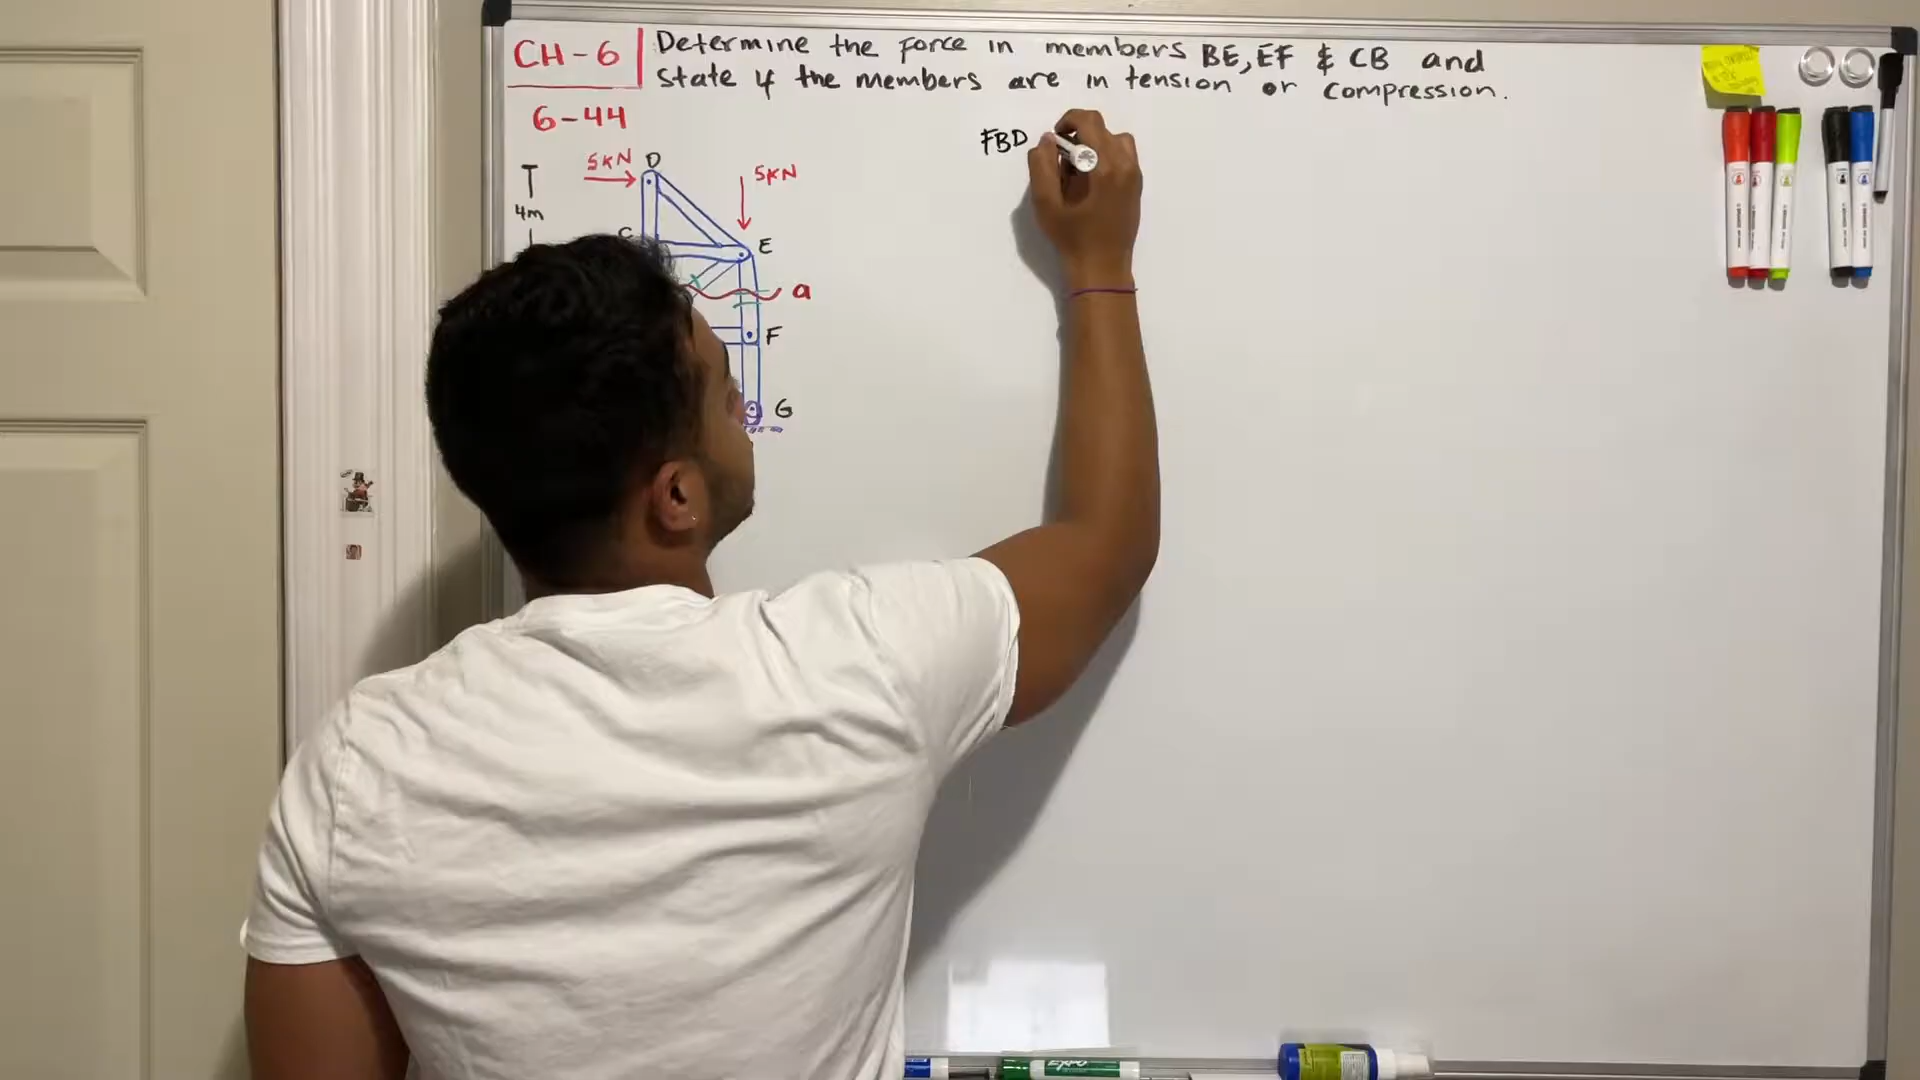 CH-6
Determine the force in members BE, EF & CB and
state if the members are in tension or compression.
6-44
FBD
5KN
D
5KN
4m
C
E
a
F
G
EXPO